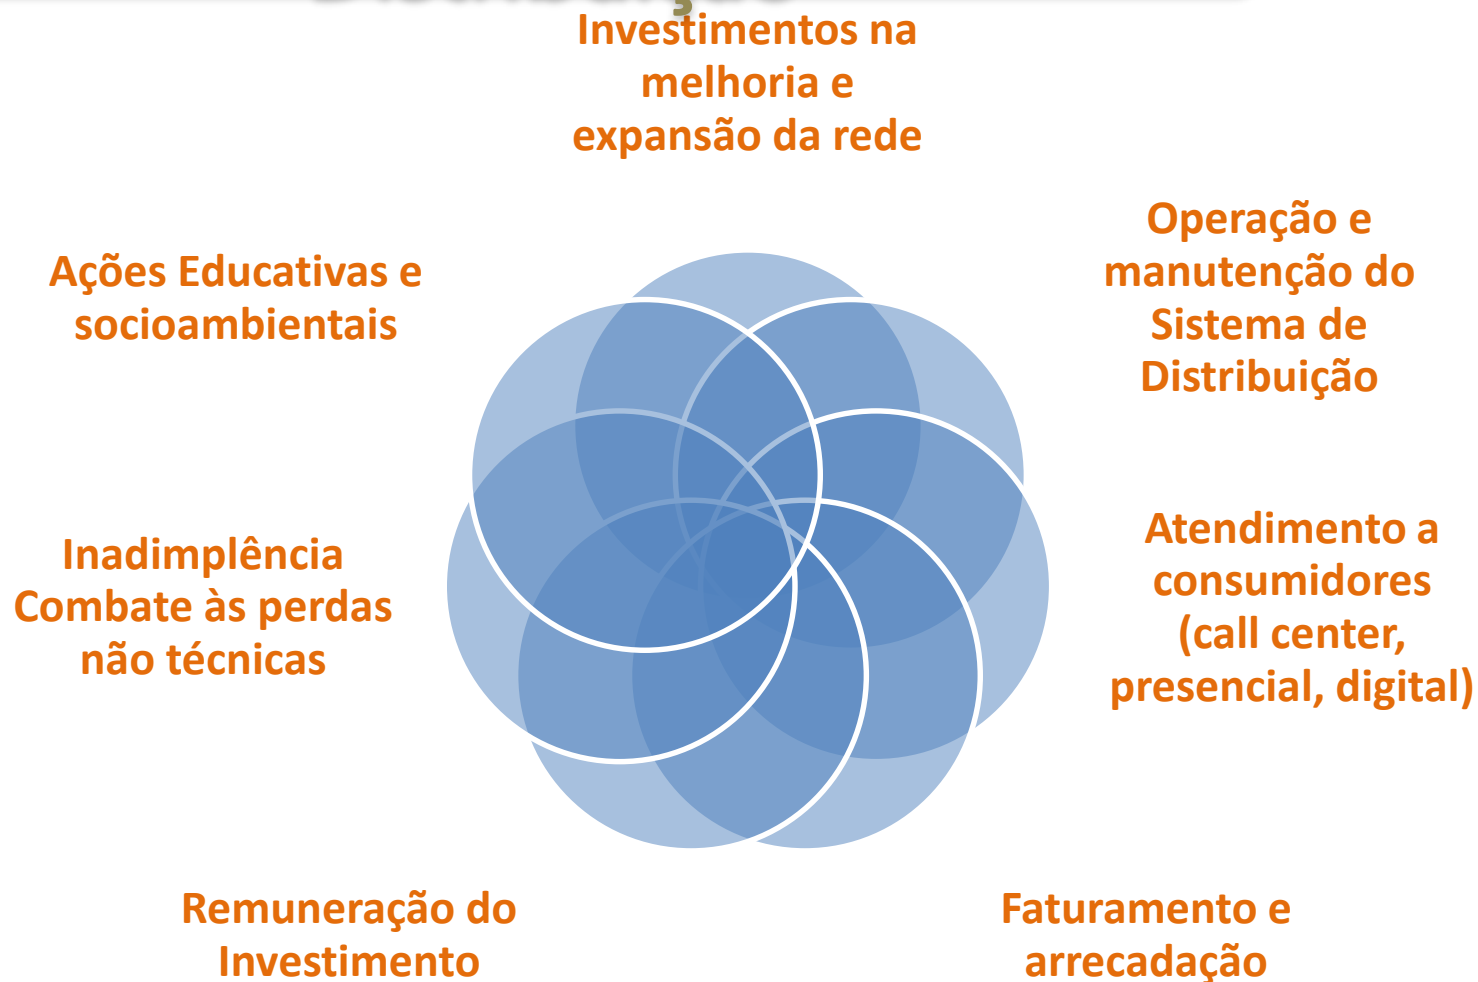 Investimentos na
melhoria e
expansão da rede
Operação e
manutenção do
Sistema de
Distribuição
Atendimento a
consumidores
(call center,
presencial, digital)
Faturamento e
arrecadação
Remuneração do
Investimento
Inadimplência
Combate às perdas
não técnicas
Ações Educativas e
socioambientais